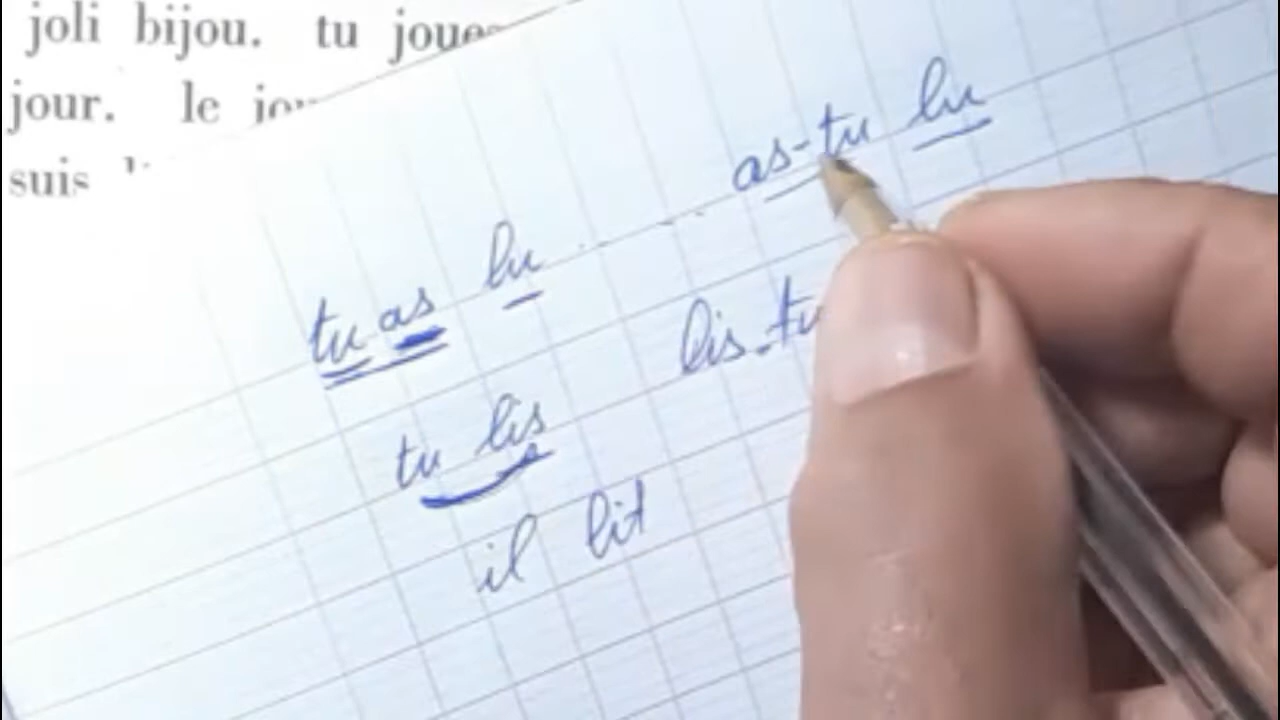 joli bijou. tu joue
jour. le jou
suis
as-tu lu
tu as lu
lis-tu
tu lis
il lit